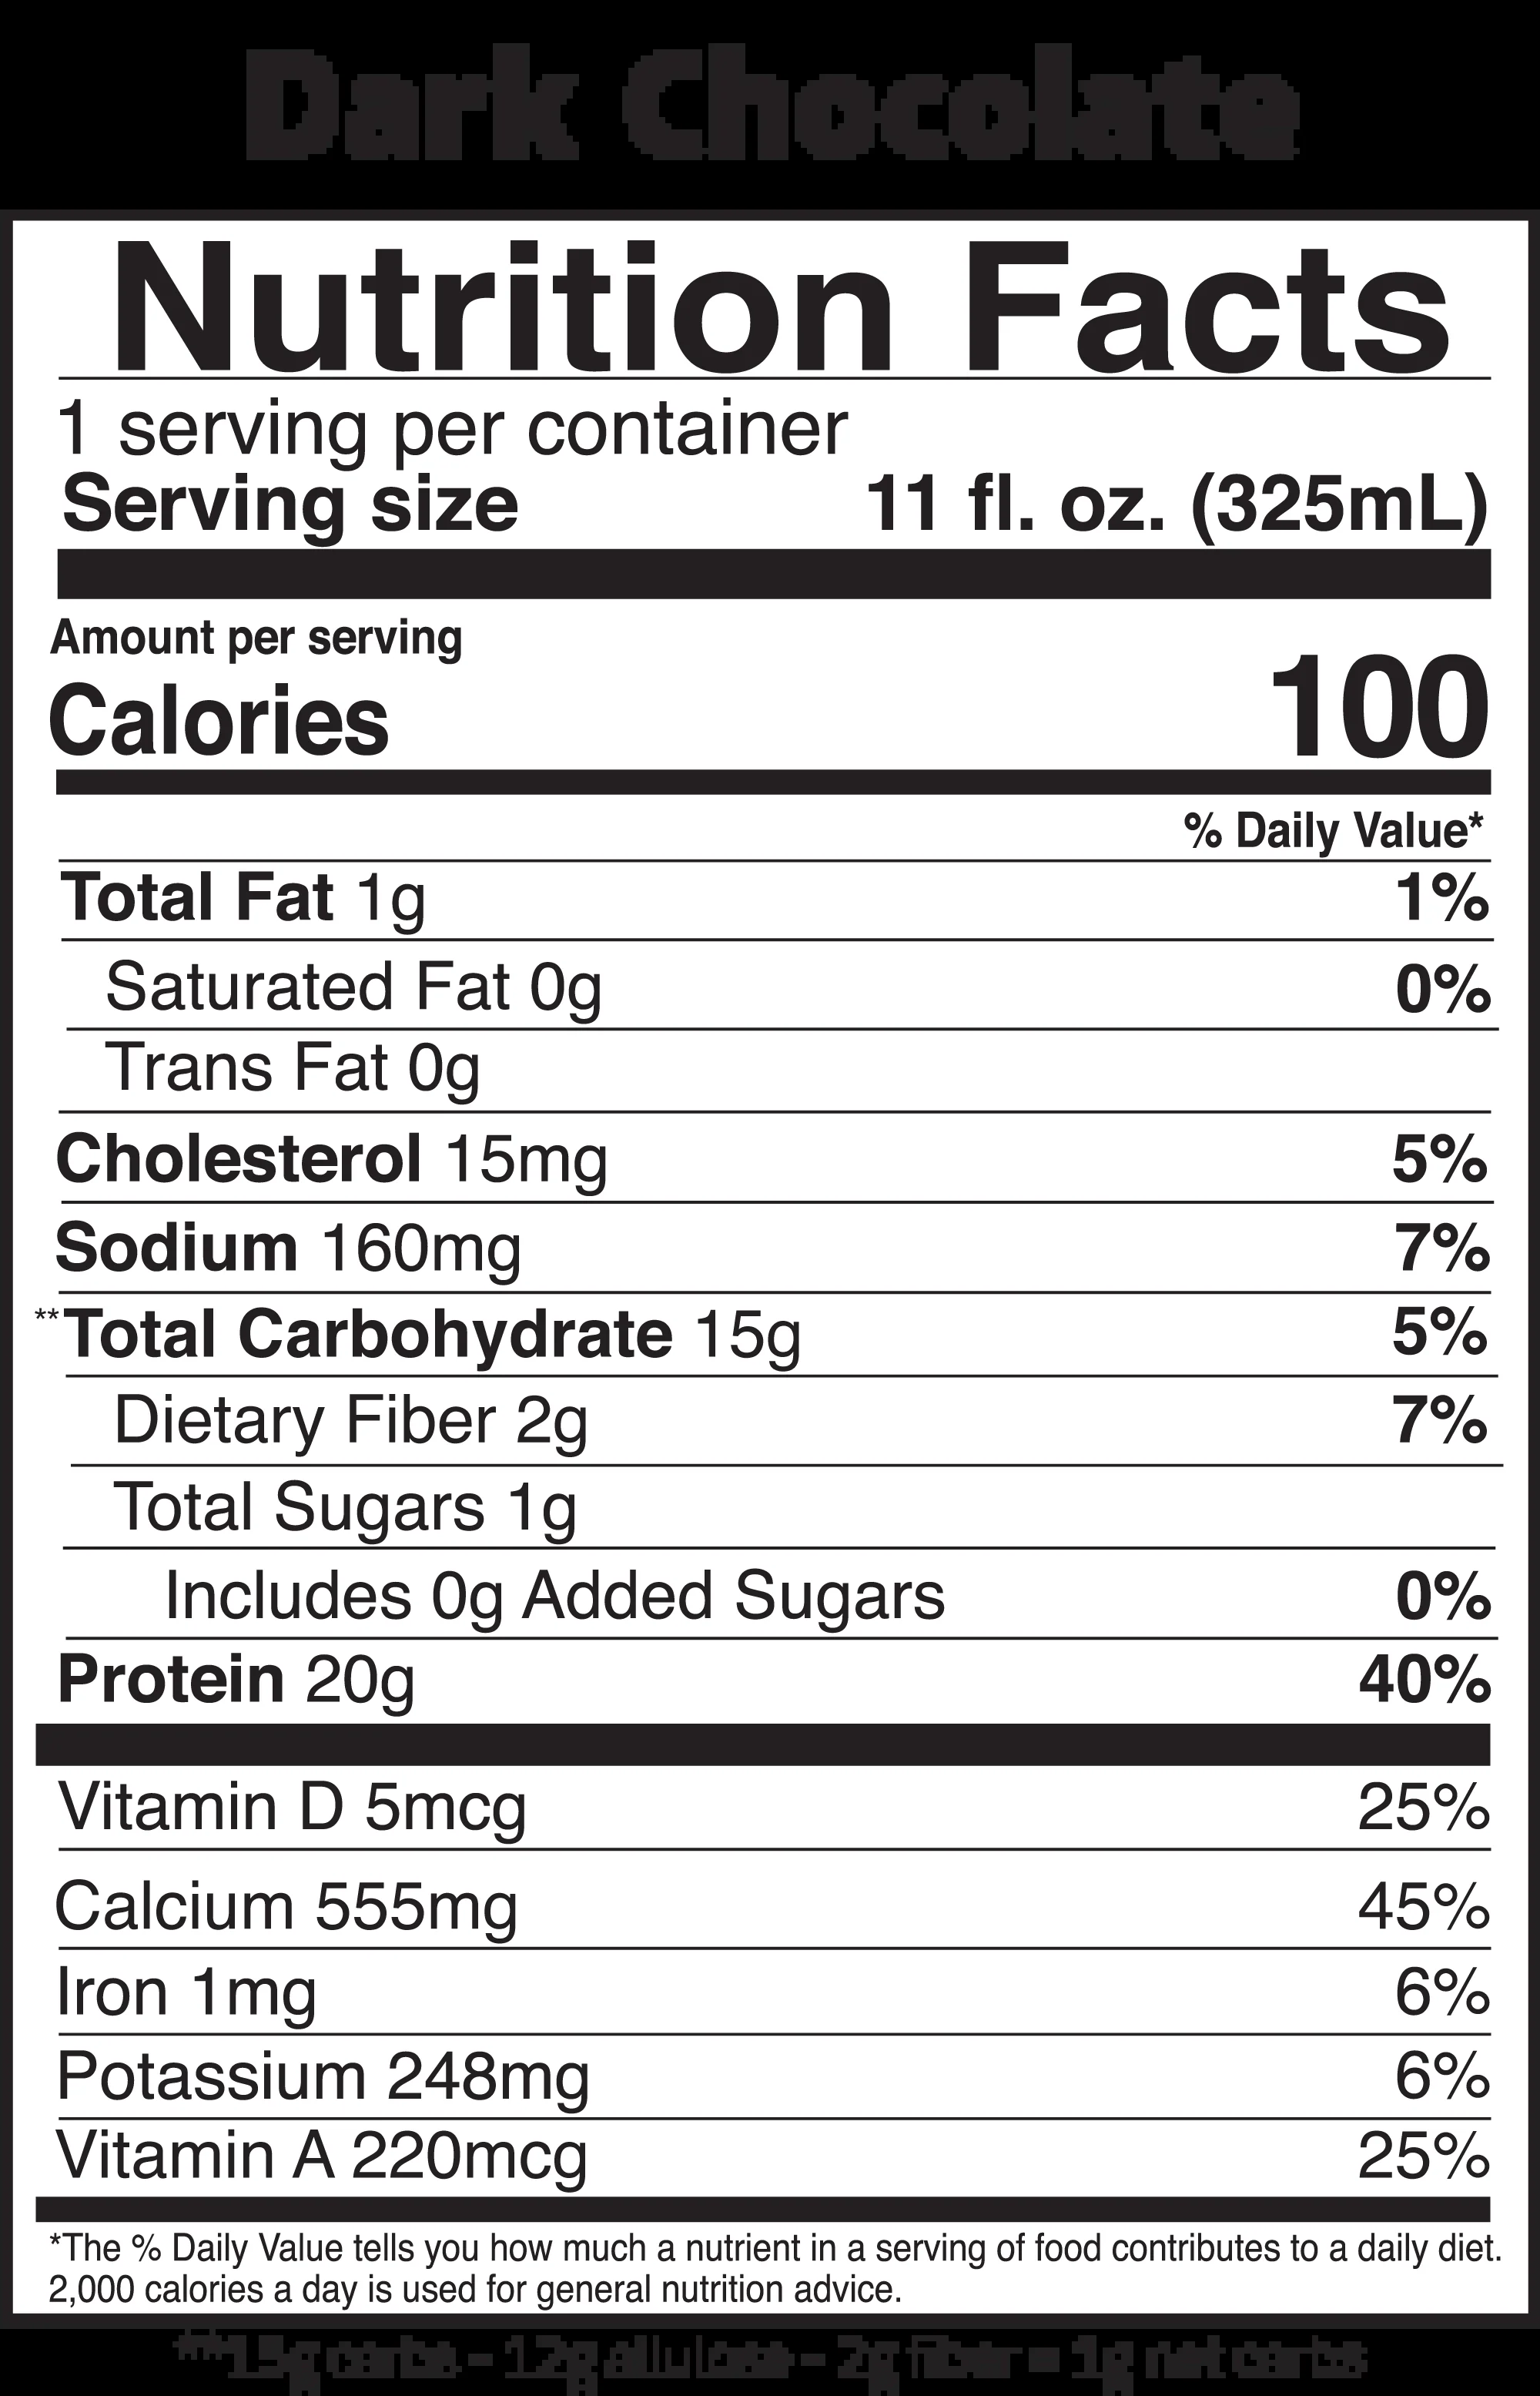 Dark Chocolate
Nutrition Facts
1 serving per container
Serving size 11 fl. oz. (325mL)
Amount per serving
Calories 100
% Daily Value*
Total Fat 1g 1%
Saturated Fat 0g 0%
Trans Fat 0g
Cholesterol 15mg 5%
Sodium 160mg 7%
**Total Carbohydrate 15g 5%
Dietary Fiber 2g 7%
Total Sugars 1g
Includes 0g Added Sugars 0%
Protein 20g 40%
Vitamin D 5mcg 25%
Calcium 555mg 45%
Iron 1mg 6%
Potassium 248mg 6%
Vitamin A 220mcg 25%
*The % Daily Value tells you how much a nutrient in a serving of food contributes to a daily diet.
2,000 calories a day is used for general nutrition advice.
**15g carbs – 12g allulose – 2g fiber = 1g net carbs